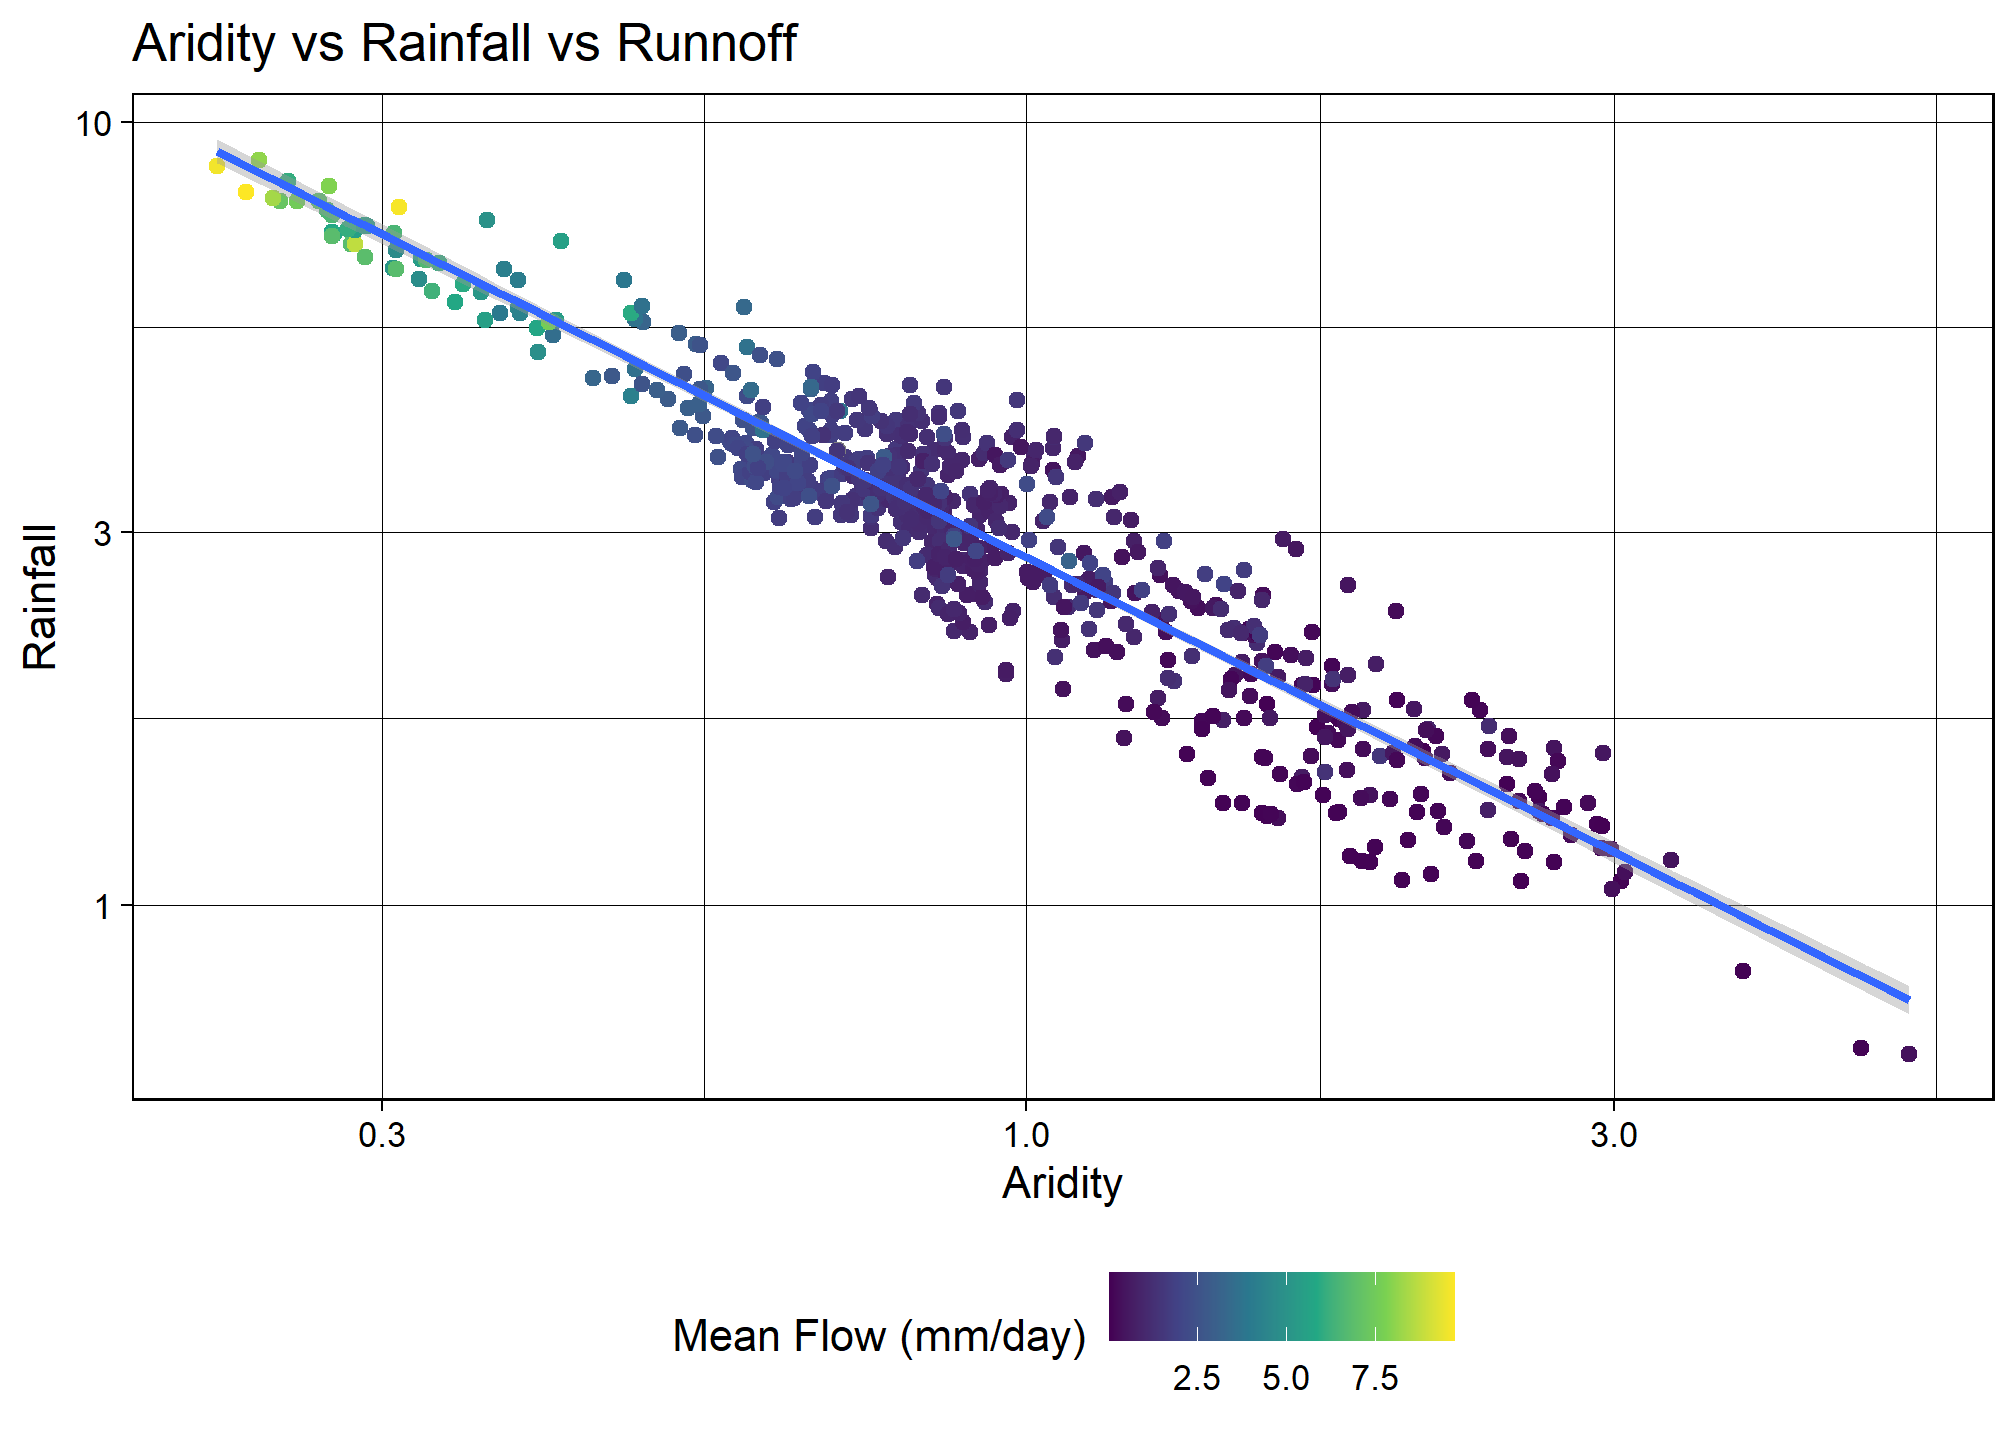 Aridity vs Rainfall vs Runnoff
10
3
1
Rainfall
0.3 1.0 3.0
Aridity
Mean Flow (mm/day)
2.5 5.0 7.5